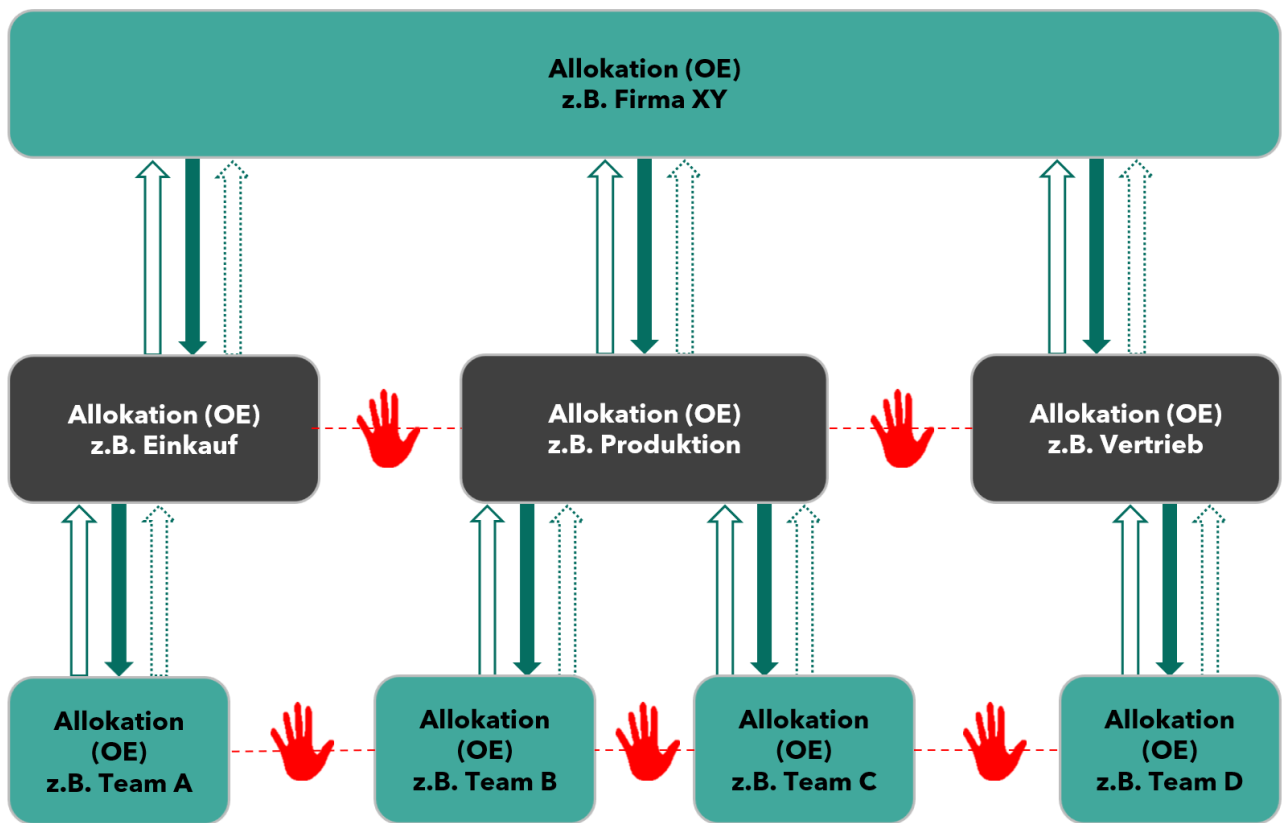 Allokation (OE)
z.B. Firma XY
Allokation (OE)
z.B. Einkauf
Allokation (OE)
z.B. Produktion
Allokation (OE)
z.B. Vertrieb
Allokation
(OE)
z.B. Team A
Allokation
(OE)
z.B. Team B
Allokation
(OE)
z.B. Team C
Allokation
(OE)
z.B. Team D